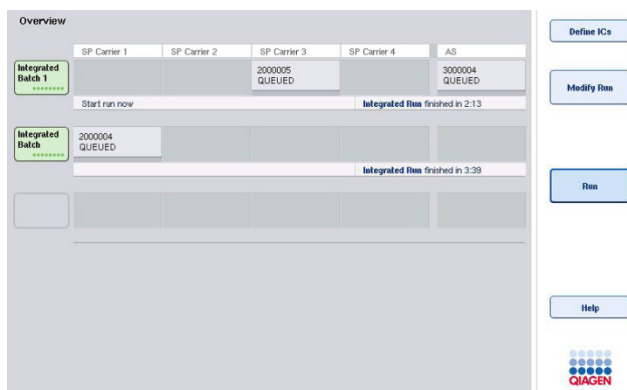 Overview
SP Carrier 1 SP Carrier 2 SP Carrier 3 SP Carrier 4 AS
Integrated
Batch 1
2000005
QUEUED
3000004
QUEUED
Start run now Integrated Run finished in 2:13
Integrated
Batch
2000004
QUEUED
Integrated Run finished in 3:39
Define ICs
Modify Run
Run
Help
QIAGEN